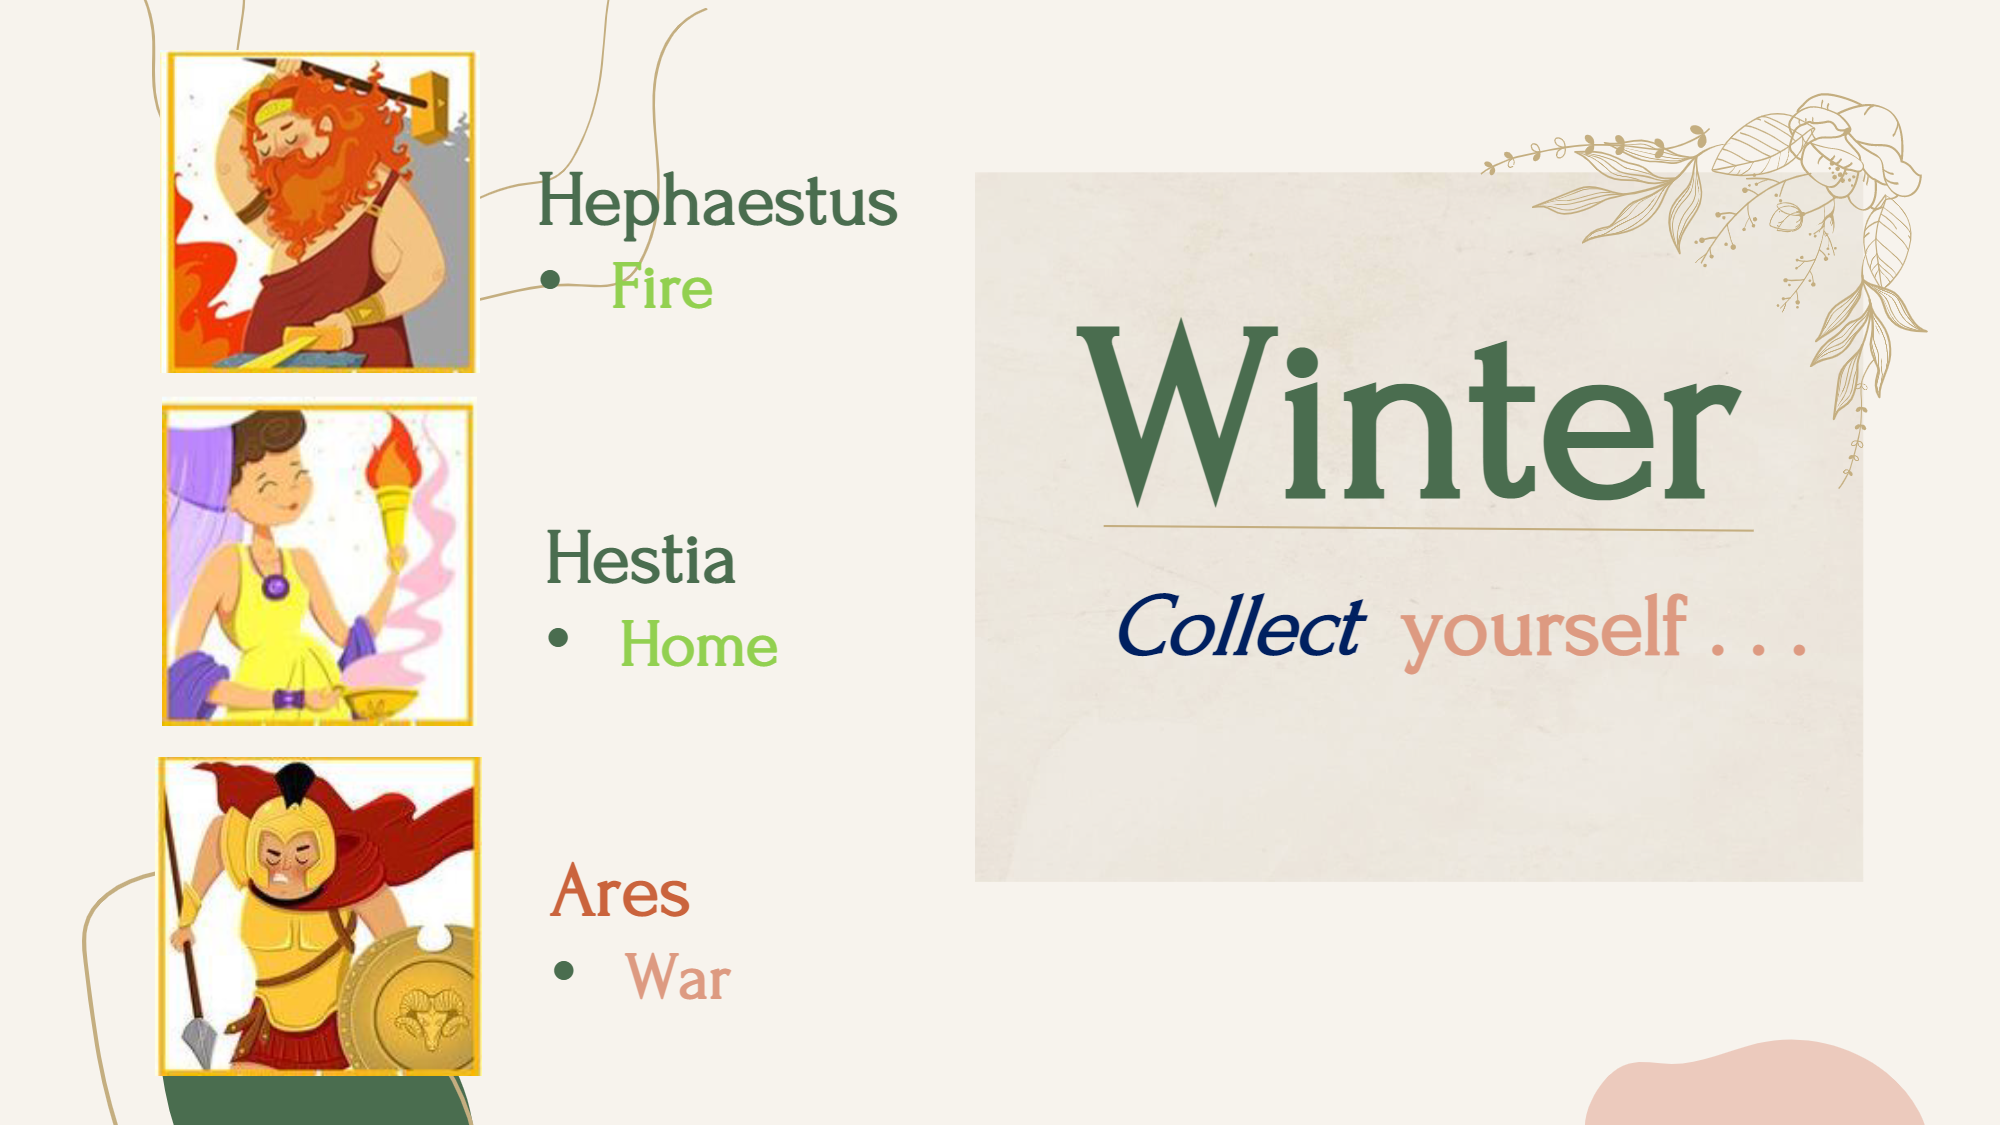 Hephaestus
• Fire
Hestia
• Home
Ares
• War
Winter
Collect yourself . . .